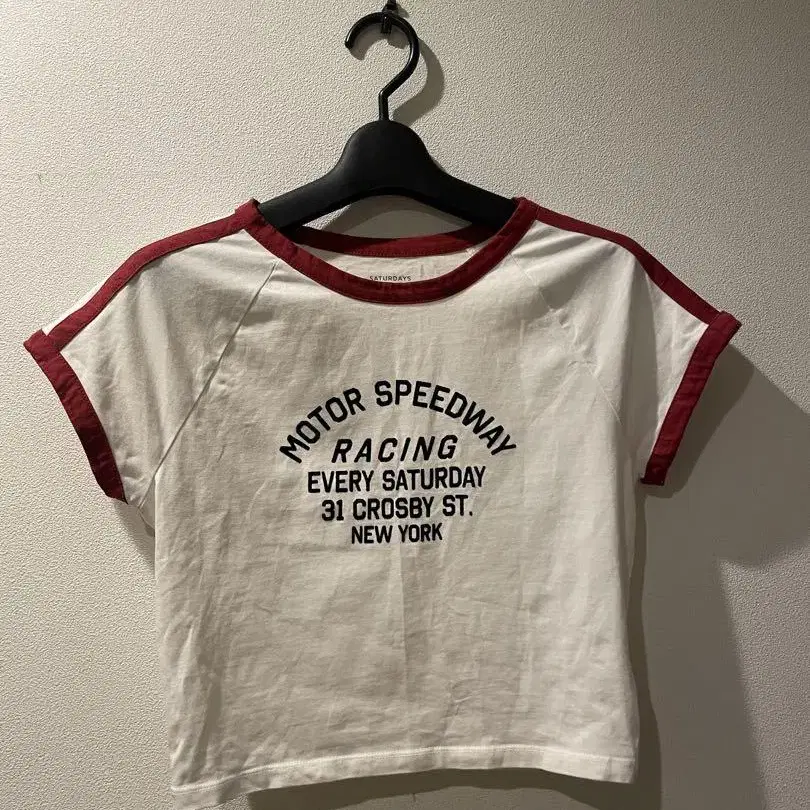 SATURDAYS
MOTOR SPEEDWAY
RACING
EVERY SATURDAY
31 CROSBY ST.
NEW YORK